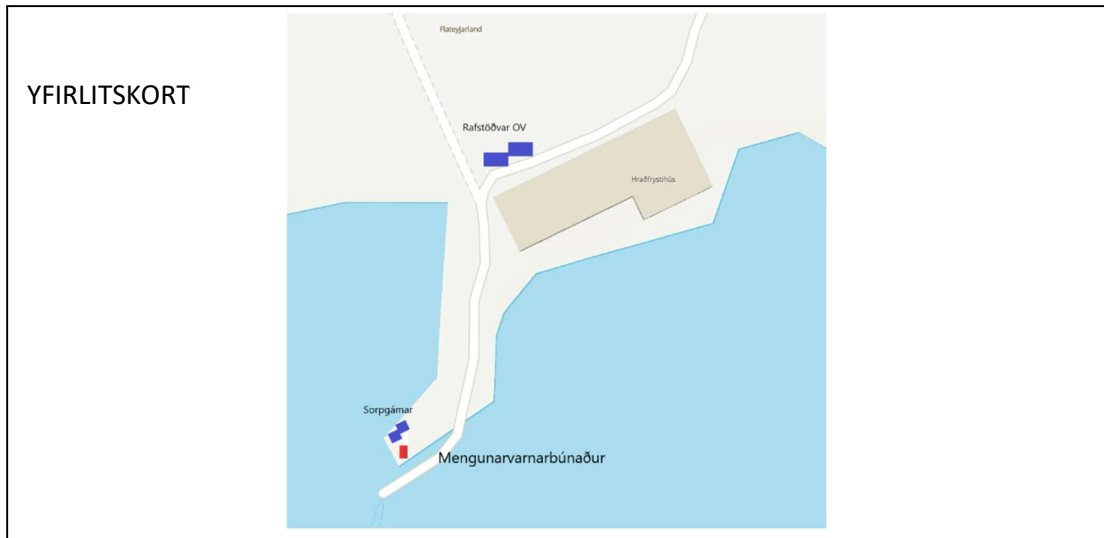 Flateyjarland
YFIRLITSKORT
Rafstöðvar OV
Hraðfrystihús
Sorpgámar
Mengunarvarnarbúnaður